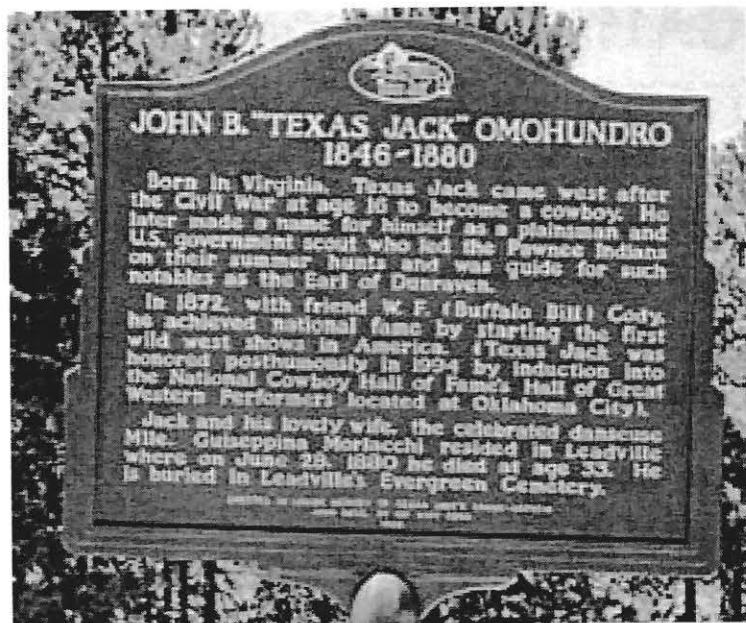 JOHN B. "TEXAS JACK" OMOHUNDRO
1846-1880
Born in Virginia, Texas Jack came west after
the Civil War at age 16 to become a cowboy. He
later made a name for himself as a plainsman and
U.S. government scout who led the Pawnee Indians
on their summer hunts and was guide for such
notables as the Earl of Dunraven.
In 1872, with friend W. F. (Buffalo Bill) Cody,
he achieved national fame by starting the first
wild west shows in America. (Texas Jack was
honored posthumously in 1994 by induction into
the National Cowboy Hall of Fame's Hall of Great
Western Performers located at Oklahoma City).
Jack and his lovely wife, the celebrated danseuse
Mlle. Guiseppina Morlacchi resided in Leadville
where on June 28, 1880 he died at age 33. He
is buried in Leadville's Evergreen Cemetery.